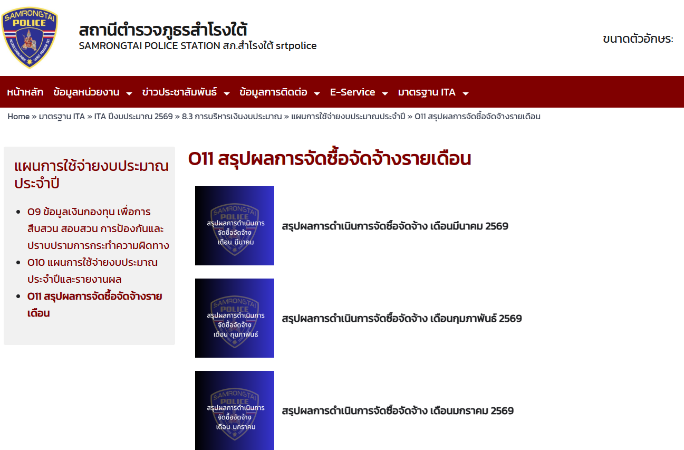 SAMRONGTAI
POLICE
สถานีตำรวจภูธรสำโรงใต้
SAMRONGTAI POLICE STATION สภ.สำโรงใต้ srtpolice
ขนาดตัวอักษร:
หน้าหลัก ข้อมูลหน่วยงาน ข่าวประชาสัมพันธ์ ข้อมูลการติดต่อ E-Service มาตรฐาน ITA
Home » มาตรฐาน ITA » ITA ปีงบประมาณ 2569 » 8.3 การบริหารเงินงบประมาณ » แผนการใช้จ่ายงบประมาณประจำปี » O11 สรุปผลการจัดซื้อจัดจ้างรายเดือน
แผนการใช้จ่ายงบประมาณ
ประจำปี
O9 ข้อมูลเงินกองทุน เพื่อการ
สืบสวน สอบสวน การป้องกันและ
ปราบปรามการกระทำความผิดทาง
O10 แผนการใช้จ่ายงบประมาณ
ประจำปีและรายงานผล
O11 สรุปผลการจัดซื้อจัดจ้างราย
เดือน
O11 สรุปผลการจัดซื้อจัดจ้างรายเดือน
SAMRONGTAI
POLICE
สรุปผลการดำเนินการ
จัดซื้อจัดจ้าง
เดือน มีนาคม
สรุปผลการดำเนินการจัดซื้อจัดจ้าง เดือนมีนาคม 2569
SAMRONGTAI
POLICE
สรุปผลการดำเนินการ
จัดซื้อจัดจ้าง
เดือน กุมภาพันธ์
สรุปผลการดำเนินการจัดซื้อจัดจ้าง เดือนกุมภาพันธ์ 2569
SAMRONGTAI
POLICE
สรุปผลการดำเนินการ
จัดซื้อจัดจ้าง
เดือน มกราคม
สรุปผลการดำเนินการจัดซื้อจัดจ้าง เดือนมกราคม 2569